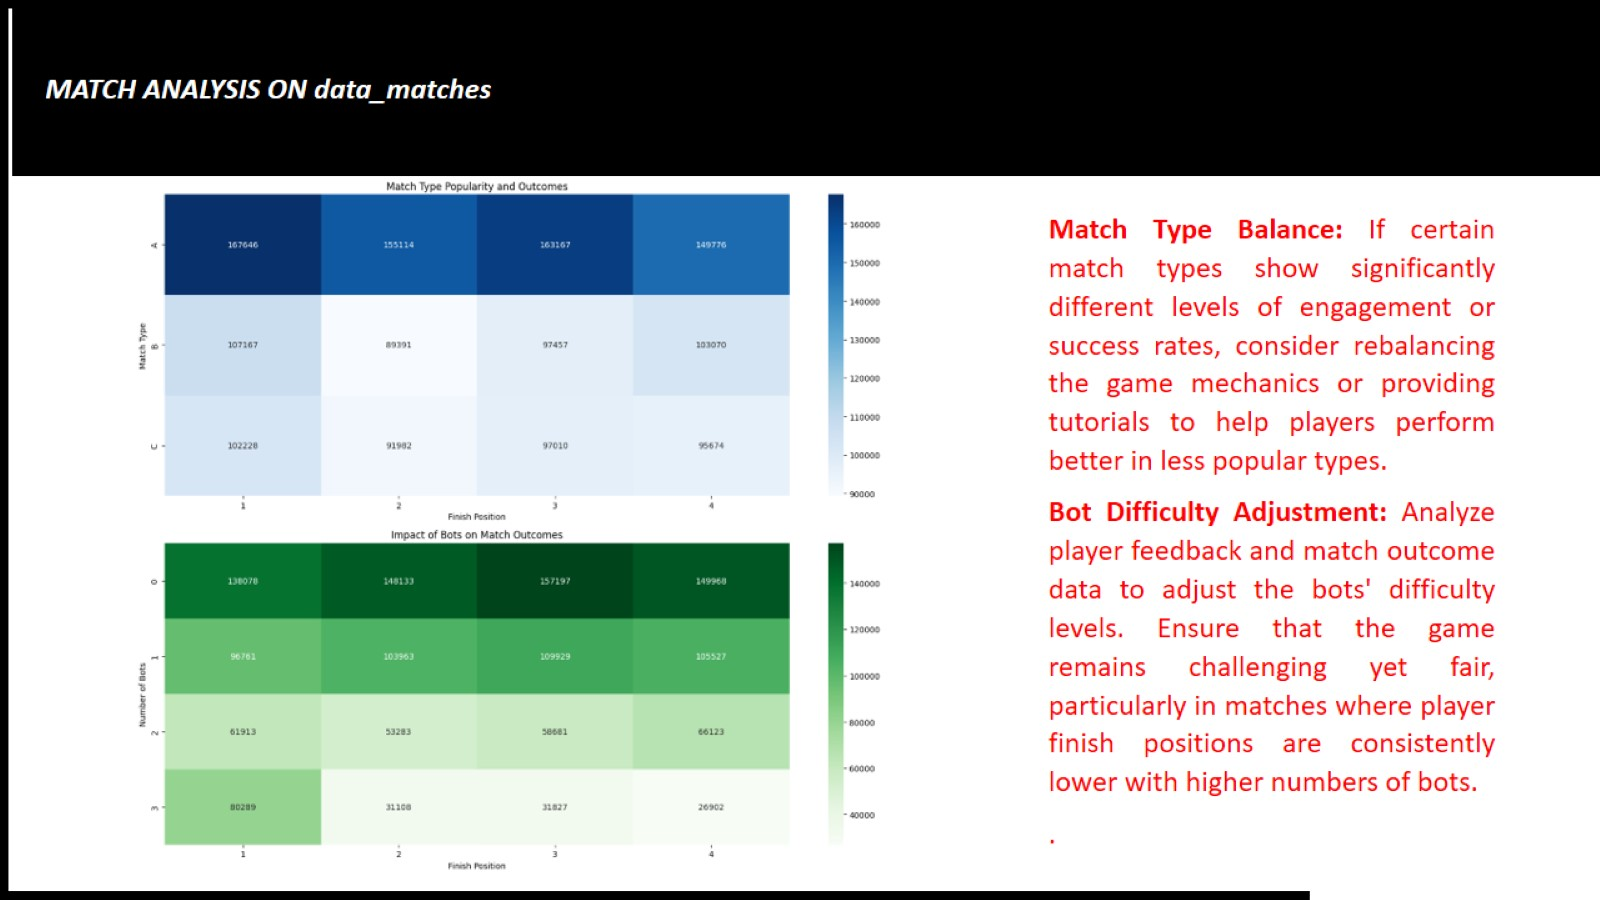 MATCH ANALYSIS ON data_matches
Match Type Popularity and Outcomes
A
167646 155114 163167 149776
B
107167 89391 97457 103070
C
102228 91982 97010 95674
Match Type
1 2 3 4
Finish Position
160000
150000
140000
130000
120000
110000
100000
90000
Impact of Bots on Match Outcomes
0
138078 148133 157197 149968
1
96761 103963 109929 105527
2
61913 53283 58681 66123
3
80289 31108 31827 26902
Number of Bots
1 2 3 4
Finish Position
140000
120000
100000
80000
60000
40000
Match Type Balance: If certain
match types show significantly
different levels of engagement or
success rates, consider rebalancing
the game mechanics or providing
tutorials to help players perform
better in less popular types.
Bot Difficulty Adjustment: Analyze
player feedback and match outcome
data to adjust the bots' difficulty
levels. Ensure that the game
remains challenging yet fair,
particularly in matches where player
finish positions are consistently
lower with higher numbers of bots.
.